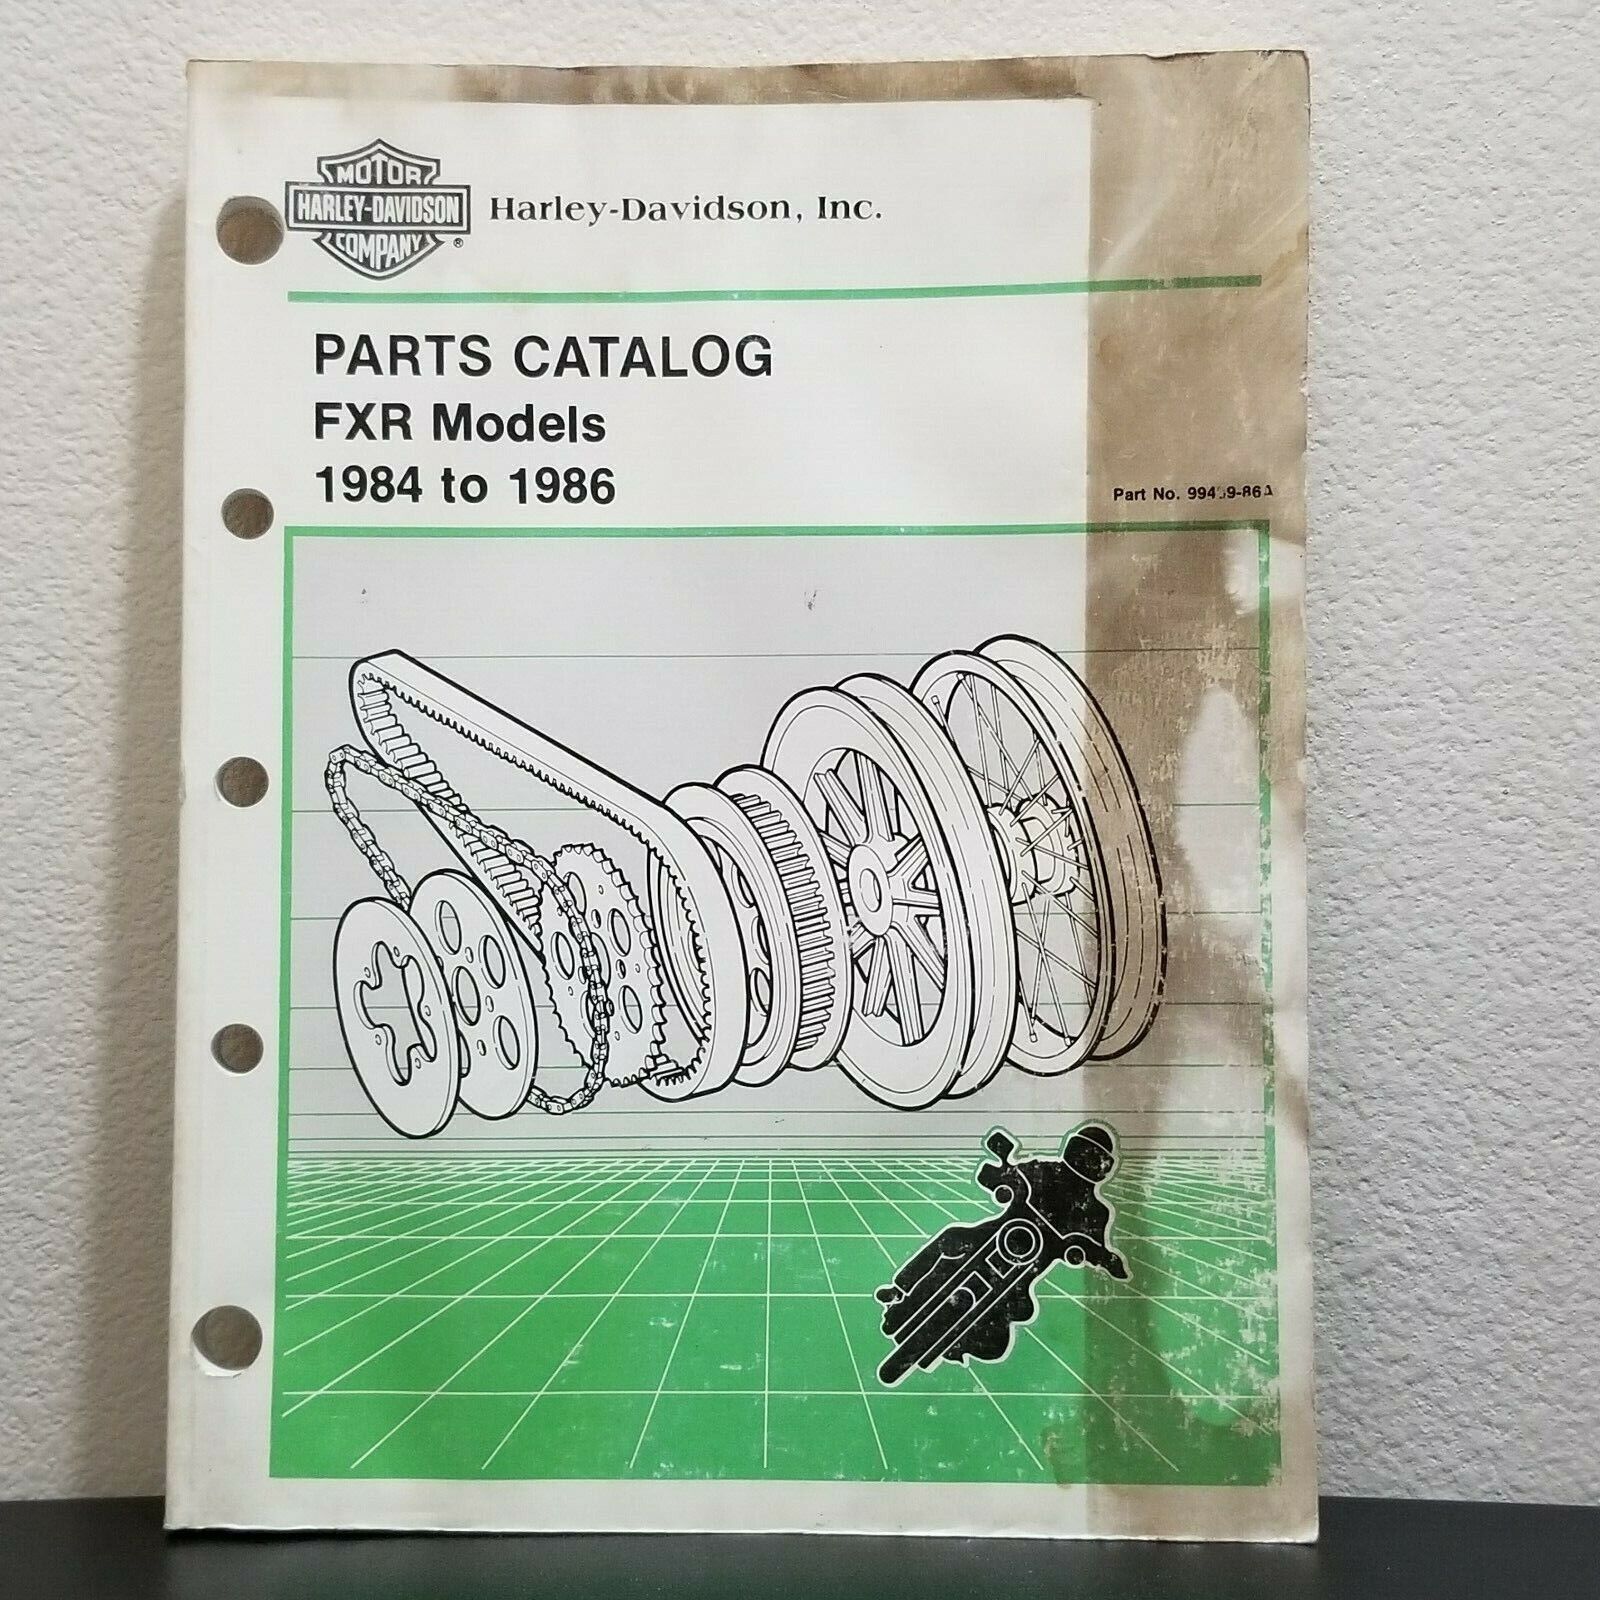 MOTOR
HARLEY-DAVIDSON
COMPANY
®
Harley-Davidson, Inc.
PARTS CATALOG
FXR Models
1984 to 1986
Part No.